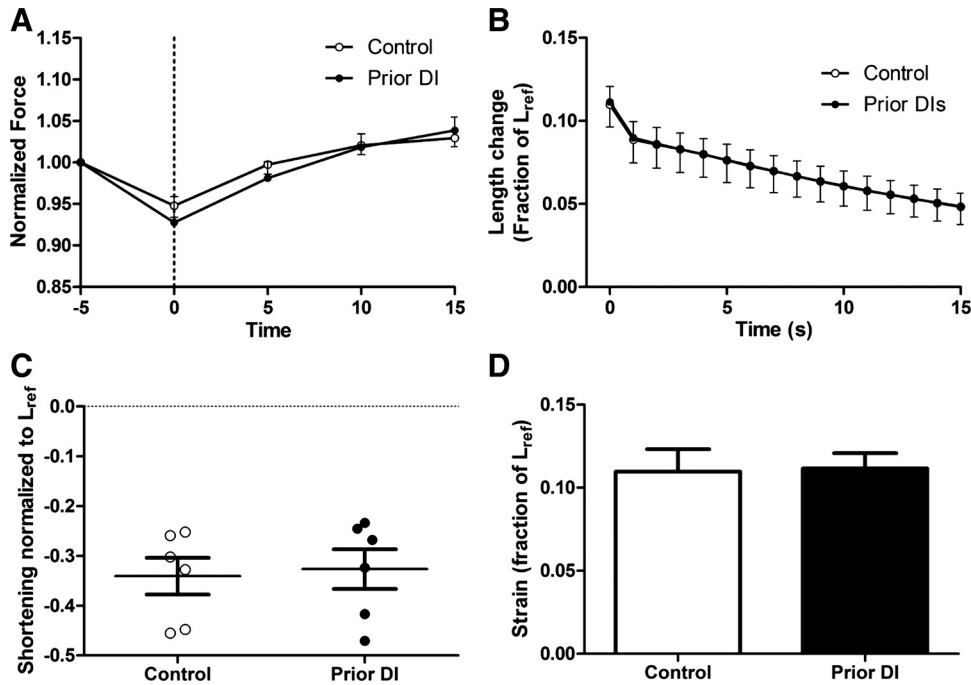 A
1.15
1.10
1.05
1.00
0.95
0.90
0.85
Normalized Force
Control
Prior DI
-5
0
5
10
15
Time
B
0.15
0.10
0.05
0.00
Length change
(Fraction of Lref)
Control
Prior DIs
0
5
10
15
Time (s)
C
0.0
-0.1
-0.2
-0.3
-0.4
-0.5
Shortening normalized to Lref
Control
Prior DI
D
0.15
0.10
0.05
0.00
Strain (fraction of Lref)
Control
Prior DI